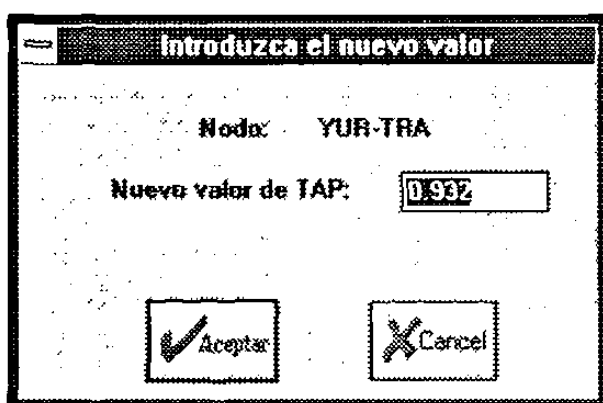 Introduzca el nuevo valor
Nodo: YUR-TRA
Nuevo valor de TAP: 0.932
Aceptar Cancel